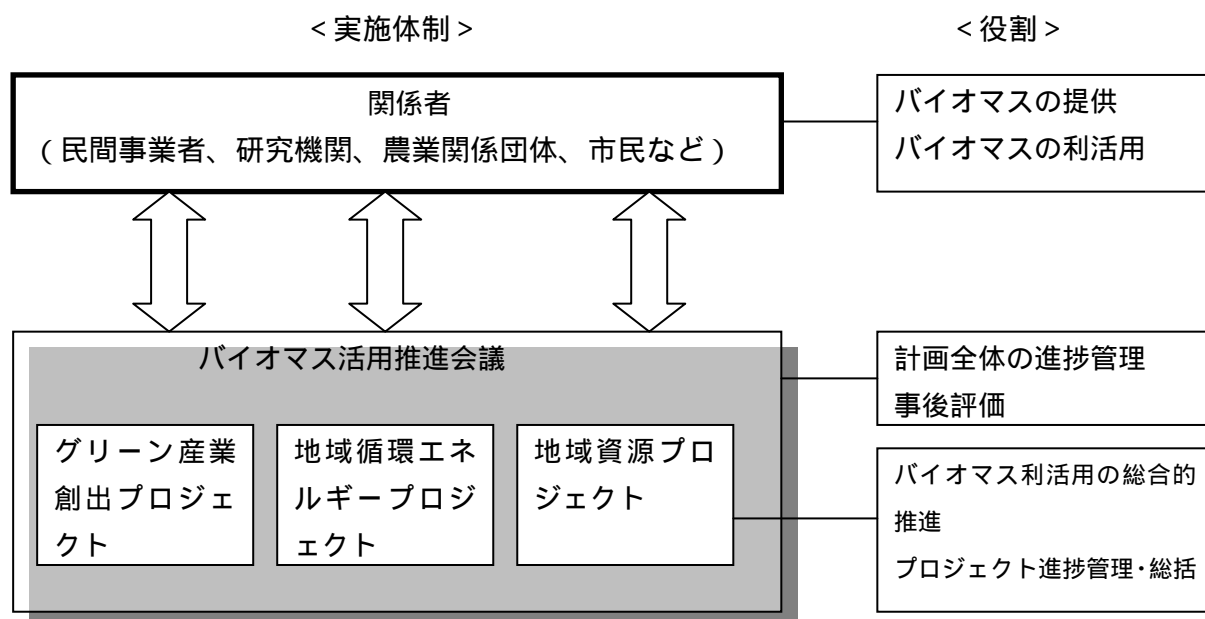 <実施体制>
<役割>
関係者
(民間事業者、研究機関、農業関係団体、市民など)
バイオマスの提供
バイオマスの利活用
バイオマス活用推進会議
計画全体の進捗管理
事後評価
グリーン産業
創出プロジェ
クト
地域循環エネ
ルギープロジ
ェクト
地域資源プロ
ジェクト
バイオマス利活用の総合的
推進
プロジェクト進捗管理・総括